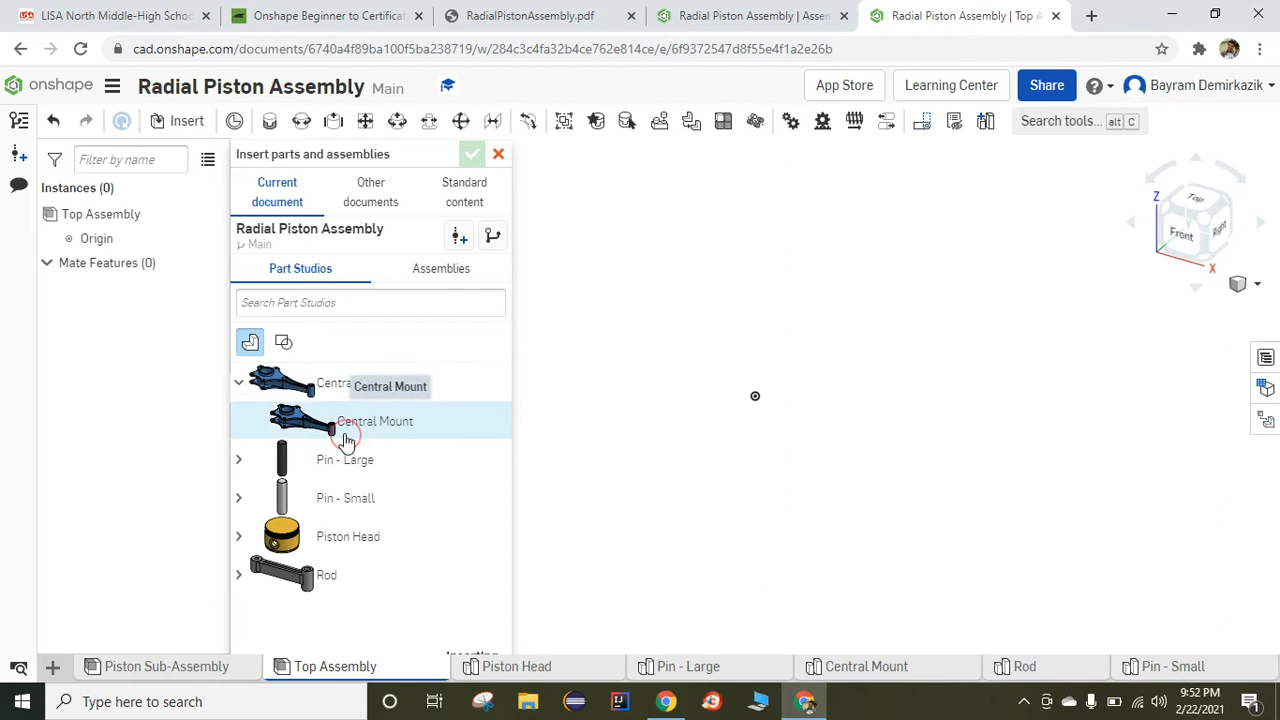 LISA North Middle-High Schoo
Onshape Beginner to Certificati
RadialPistonAssembly.pdf
Radial Piston Assembly | Assem
Radial Piston Assembly | Top A
cad.onshape.com/documents/6740a4f89ba100f5ba238719/w/284c3c4fa32b4ce762e814ce/e/6f9372547d8f55e4f1a2e26b
onshape
Radial Piston Assembly Main
App Store
Learning Center
Share
Bayram Demirkazik
Insert
Search tools... alt C
Filter by name
Instances (0)
Top Assembly
Origin
Mate Features (0)
Insert parts and assemblies
Current document
Other documents
Standard content
Radial Piston Assembly
Main
Part Studios
Assemblies
Search Part Studios
Centra
Central Mount
Central Mount
Pin - Large
Pin - Small
Piston Head
Rod
Top
Front
Right
Z
Y
X
Piston Sub-Assembly
Top Assembly
Piston Head
Pin - Large
Central Mount
Rod
Pin - Small
Type here to search
9:52 PM
2/22/2021
1